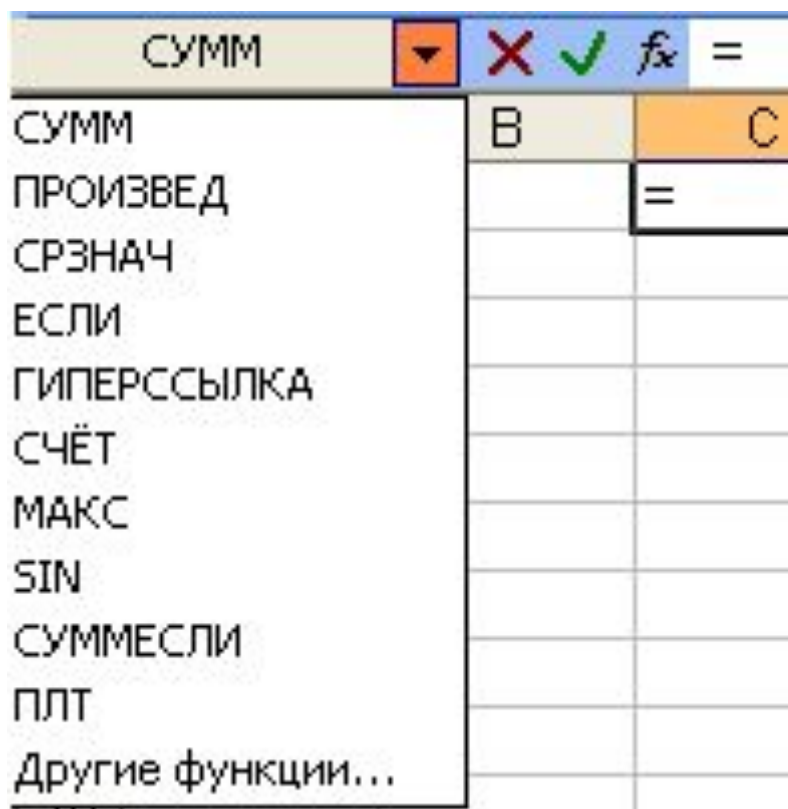 СУММ fx =
СУММ B C
ПРОИЗВЕД =
СРЗНАЧ
ЕСЛИ
ГИПЕРССЫЛКА
СЧЁТ
МАКС
SIN
СУММЕСЛИ
ПЛТ
Другие функции...